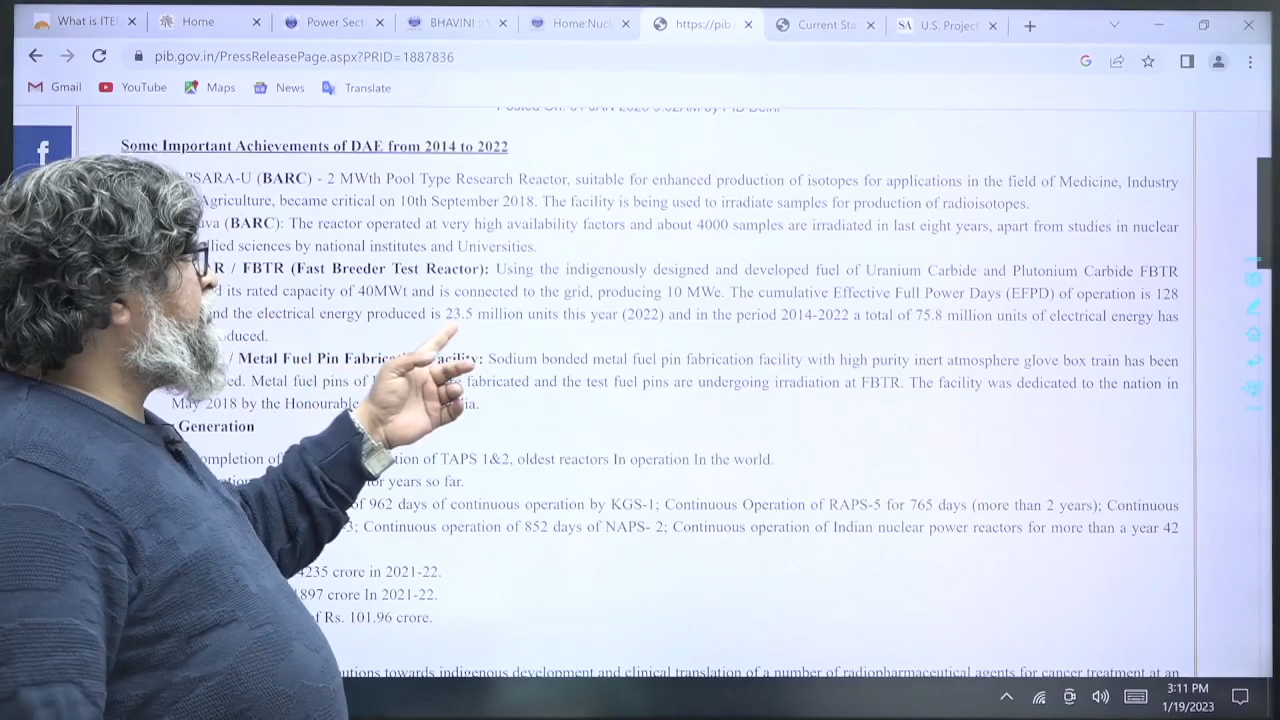 What is ITEF
Home
Power Sect
BHAVINI ::
Home:Nucl
https://pib.
Current Sta
SA U.S. Project
pib.gov.in/PressReleasePage.aspx?PRID=1887836
G
Gmail YouTube Maps News Translate
f
Some Important Achievements of DAE from 2014 to 2022
(BARC) - 2 MWth Pool Type Research Reactor, suitable for enhanced production of isotopes for applications in the field of Medicine, Industry
Agriculture, became critical on 10th September 2018. The facility is being used to irradiate samples for production of radioisotopes.
(BARC): The reactor operated at very high availability factors and about 4000 samples are irradiated in last eight years, apart from studies in nuclear
sciences by national institutes and Universities.
R / FBTR (Fast Breeder Test Reactor): Using the indigenously designed and developed fuel of Uranium Carbide and Plutonium Carbide FBTR
its rated capacity of 40MWt and is connected to the grid, producing 10 MWe. The cumulative Effective Full Power Days (EFPD) of operation is 128
and the electrical energy produced is 23.5 million units this year (2022) and in the period 2014-2022 a total of 75.8 million units of electrical energy has
/ Metal Fuel Pin Sodium bonded metal fuel pin fabrication facility with high purity inert atmosphere glove box train has been
Metal fuel pins of fabricated and the test fuel pins are undergoing irradiation at FBTR. The facility was dedicated to the nation in
May 2018 by the Honourable
Generation
of TAPS 1&2, oldest reactors In operation In the world.
years so far.
of 962 days of continuous operation by KGS-1; Continuous Operation of RAPS-5 for 765 days (more than 2 years); Continuous
3; Continuous operation of 852 days of NAPS- 2; Continuous operation of Indian nuclear power reactors for more than a year 42
4235 crore in 2021-22.
897 crore In 2021-22.
of Rs. 101.96 crore.
towards indigenous development and clinical translation of a number of radiopharmaceutical agents for cancer treatment at an
3:11 PM
1/19/2023